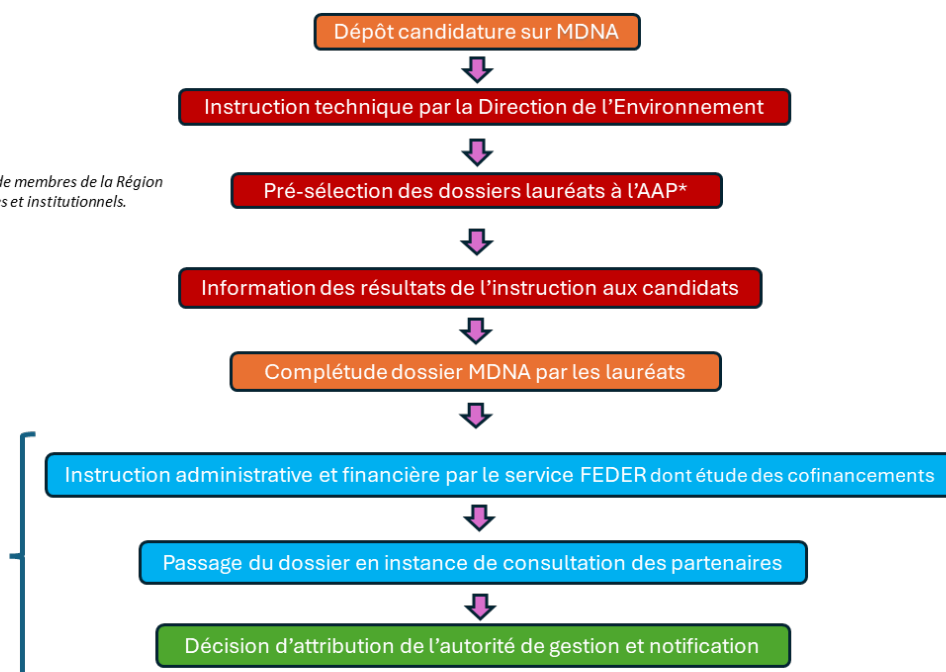 Dépôt candidature sur MDNA
Instruction technique par la Direction de l'Environnement
de membres de la Région
et institutionnels.
Pré-sélection des dossiers lauréats à l'AAP*
Information des résultats de l'instruction aux candidats
Complétude dossier MDNA par les lauréats
Instruction administrative et financière par le service FEDER dont étude des cofinancements
Passage du dossier en instance de consultation des partenaires
Décision d'attribution de l'autorité de gestion et notification